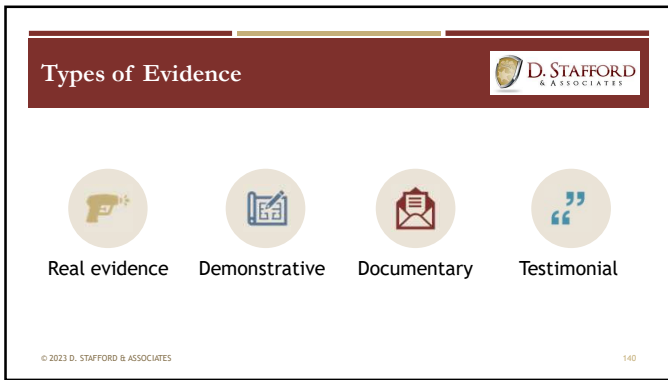 Types of Evidence
D. STAFFORD
& ASSOCIATES
Real evidence
Demonstrative
Documentary
Testimonial
© 2023 D. STAFFORD & ASSOCIATES
140